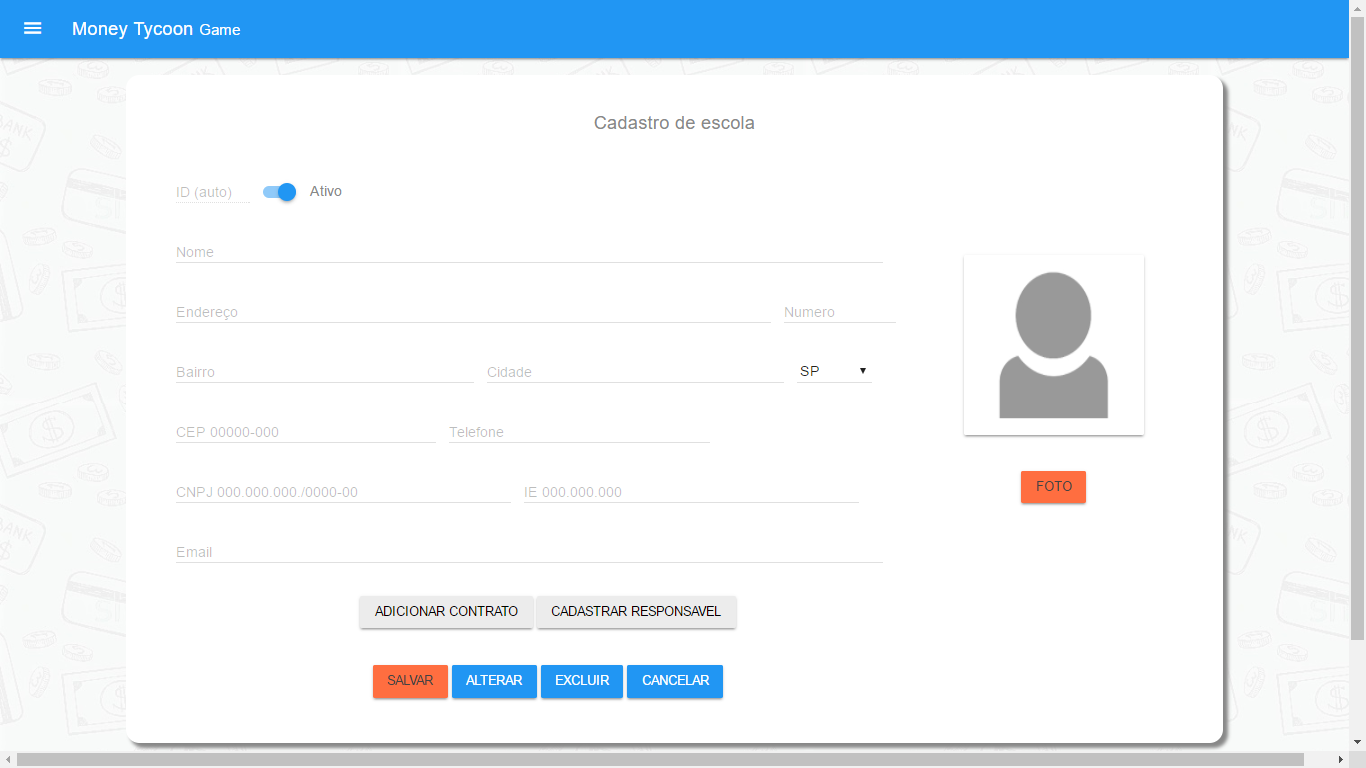 Money Tycoon Game
Cadastro de escola
ID (auto) Ativo
Nome
Endereço Numero
Bairro Cidade SP
CEP 00000-000 Telefone
CNPJ 000.000.000./0000-00 IE 000.000.000
FOTO
Email
ADICIONAR CONTRATO CADASTRAR RESPONSAVEL
SALVAR ALTERAR EXCLUIR CANCELAR